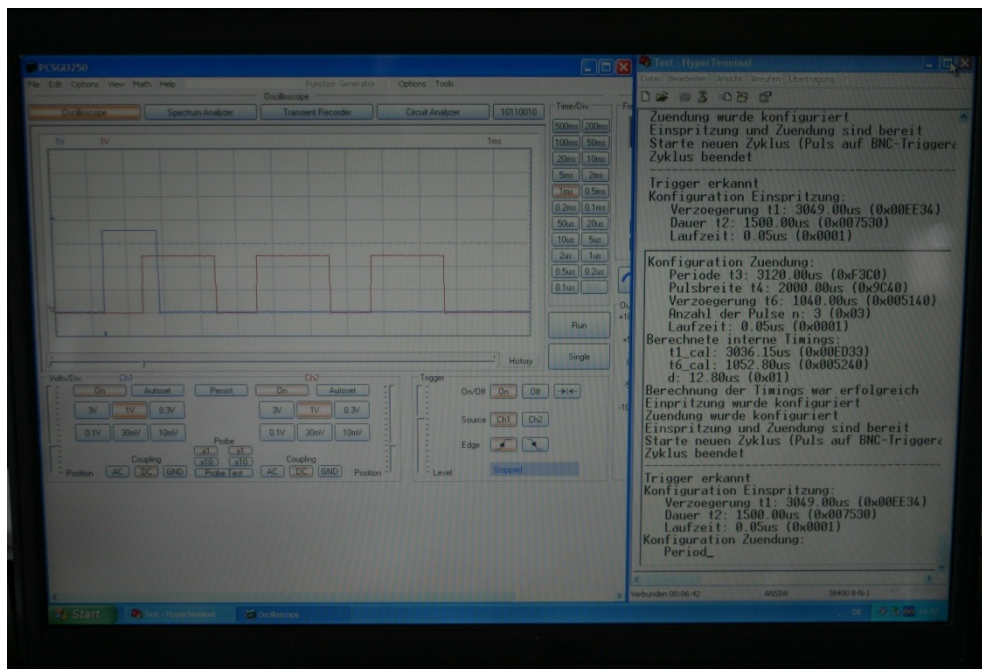 PCSGU250
File Edit Options View Math Help
Function Generator
Options Tools
Oscilloscope
Oscilloscope
Spectrum Analyzer
Transient Recorder
Circuit Analyzer
10110010
1V
1V
1ms
Time/Div.
500ms 200ms
100ms 50ms
20ms 10ms
5ms 2ms
1ms 0.5ms
0.2ms 0.1ms
50us 20us
10us 5us
2us 1us
0.5us 0.2us
0.1us
Run
Single
History
Volts/Div.
Ch1
On
Autoset
Persist
3V 1V 0.3V
0.1V 30mV 10mV
Coupling
Position
AC DC GND
Probe
x1 x1
x10 x10
Probe Test
Ch2
On
Autoset
3V 1V 0.3V
0.1V 30mV 10mV
Coupling
AC DC GND
Position
Trigger
On/Off On Off
Source Ch1 Ch2
Edge
Level
Stopped
Test - HyperTerminal
Datei Bearbeiten Ansicht Anrufen Übertragung ?
Zuendung wurde konfiguriert
Einspritzung und Zuendung sind bereit
Starte neuen Zyklus (Puls auf BNC-Triggere
Zyklus beendet
Trigger erkannt
Konfiguration Einspritzung:
Verzoegerung t1: 3049.00us (0x00EE34)
Dauer t2: 1500.00us (0x007530)
Laufzeit: 0.05us (0x0001)
Konfiguration Zuendung:
Periode t3: 3120.00us (0xF3C0)
Pulsbreite t4: 2000.00us (0x9C40)
Verzoegerung t6: 1040.00us (0x005140)
Anzahl der Pulse n: 3 (0x03)
Laufzeit: 0.05us (0x0001)
Berechnete interne Timings:
t1_cal: 3036.15us (0x00ED33)
t6_cal: 1052.80us (0x005240)
d: 12.80us (0x01)
Berechnung der Timings war erfolgreich
Einpritzung wurde konfiguriert
Zuendung wurde konfiguriert
Einspritzung und Zuendung sind bereit
Starte neuen Zyklus (Puls auf BNC-Triggere
Zyklus beendet
Trigger erkannt
Konfiguration Einspritzung:
Verzoegerung t1: 3049.00us (0x00EE34)
Dauer t2: 1500.00us (0x007530)
Laufzeit: 0.05us (0x0001)
Konfiguration Zuendung:
Period_
Verbunden 00:06:42
ANSIW
38400 8-N-1
Start
Test - HyperTerminal
Oscilloscope
DE